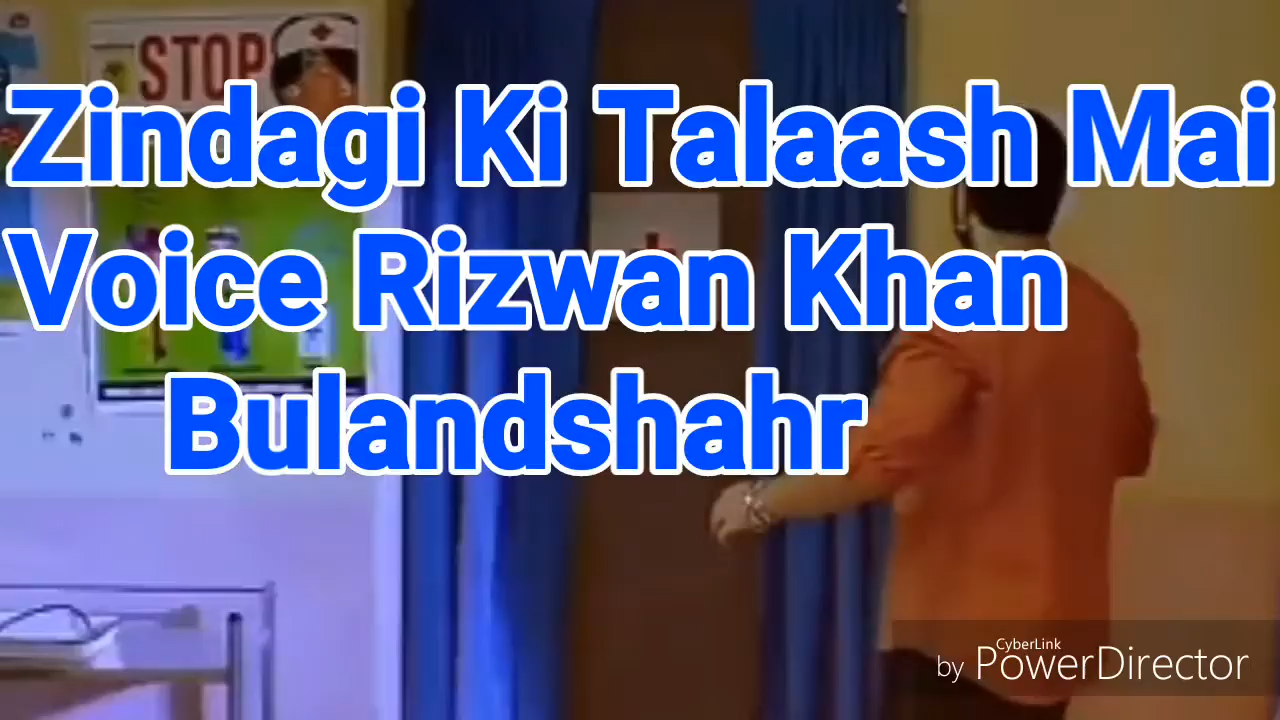 STOP
Zindagi Ki Talaash Mai
Voice Rizwan Khan
Bulandshahr
CyberLink
by PowerDirector